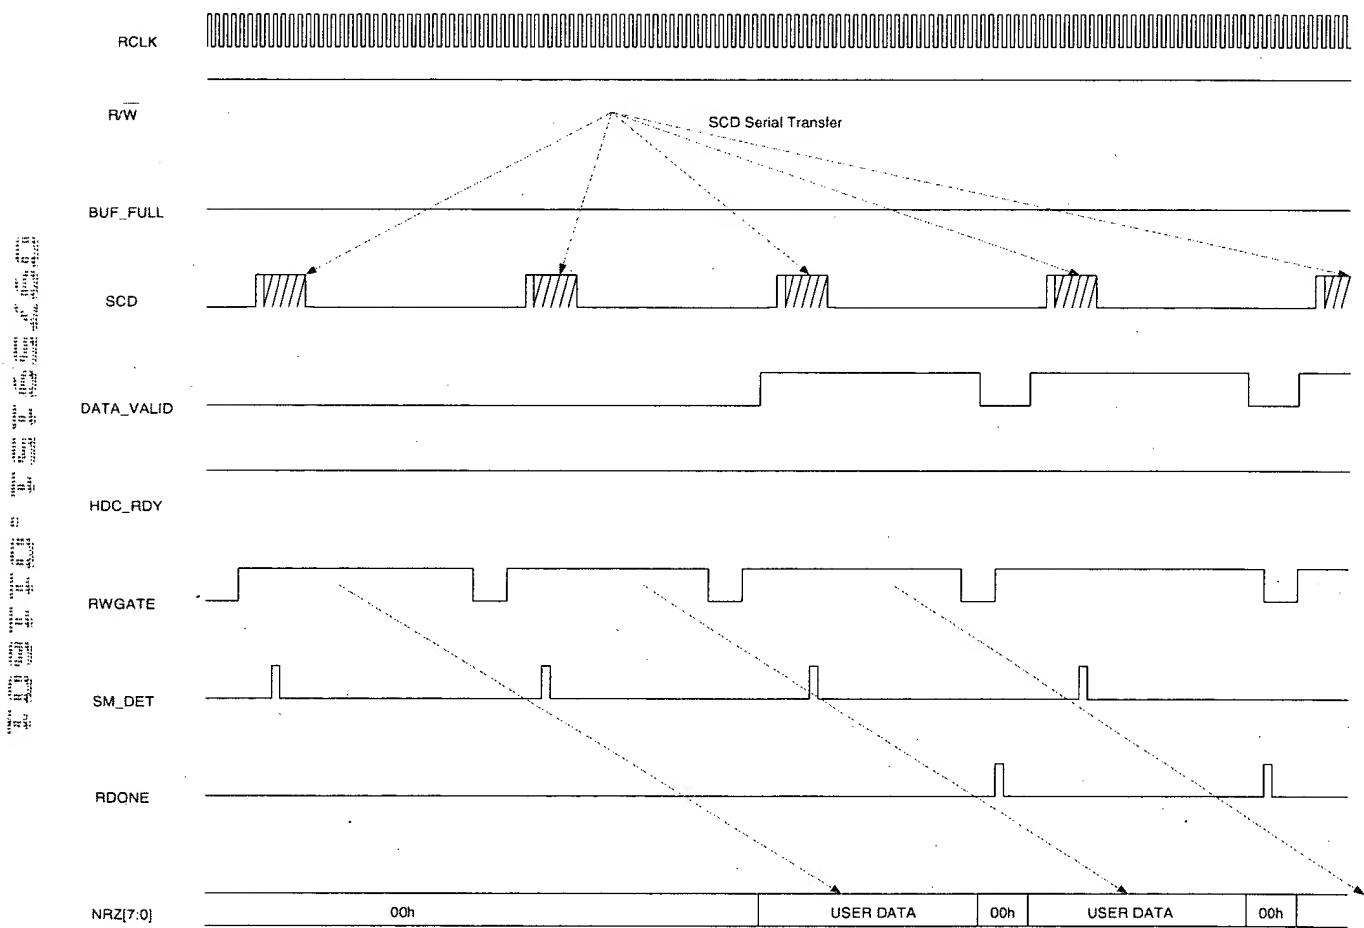 RCLK
R/W̅
SCD Serial Transfer
BUF_FULL
SCD
DATA_VALID
HDC_RDY
RWGATE
SM_DET
RDONE
NRZ[7:0]
00h
USER DATA
00h
USER DATA
00h